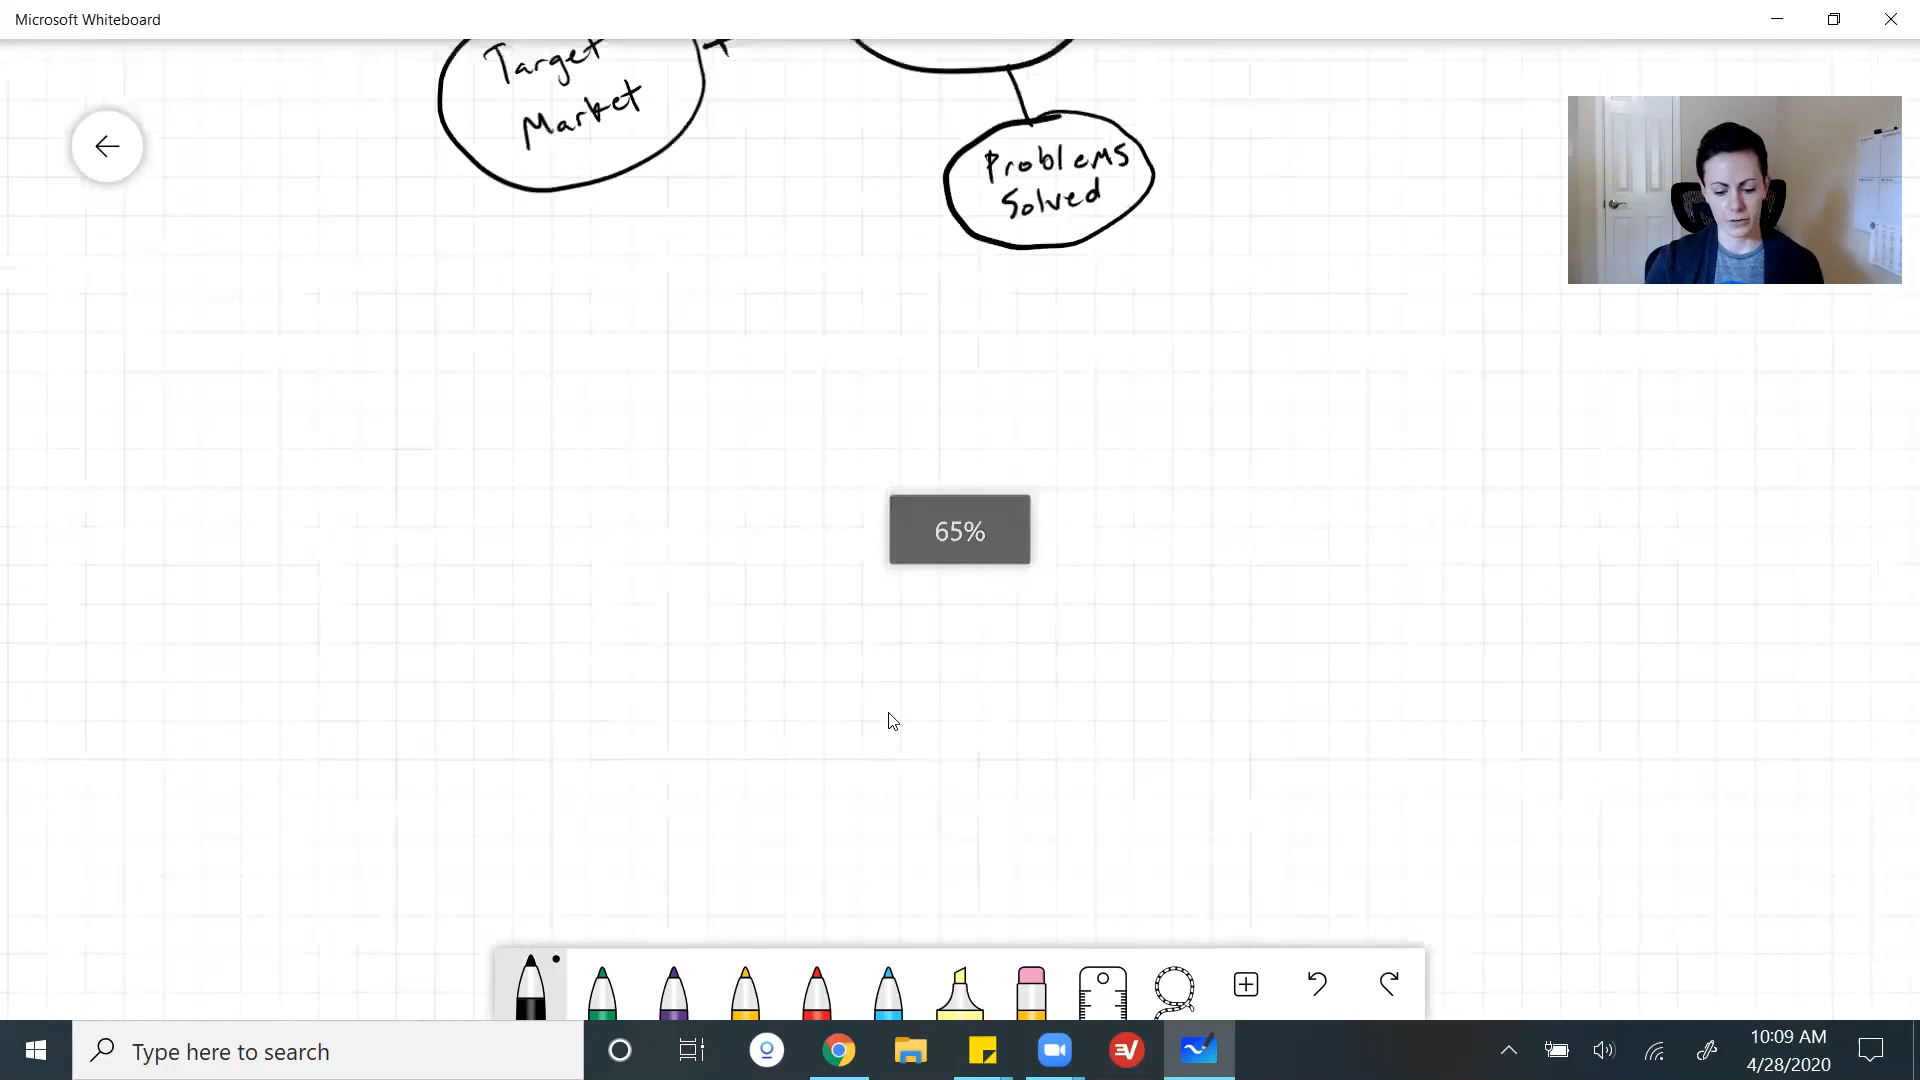 Microsoft Whiteboard
Target
Market
Problems
Solved
65%
Type here to search
10:09 AM
4/28/2020